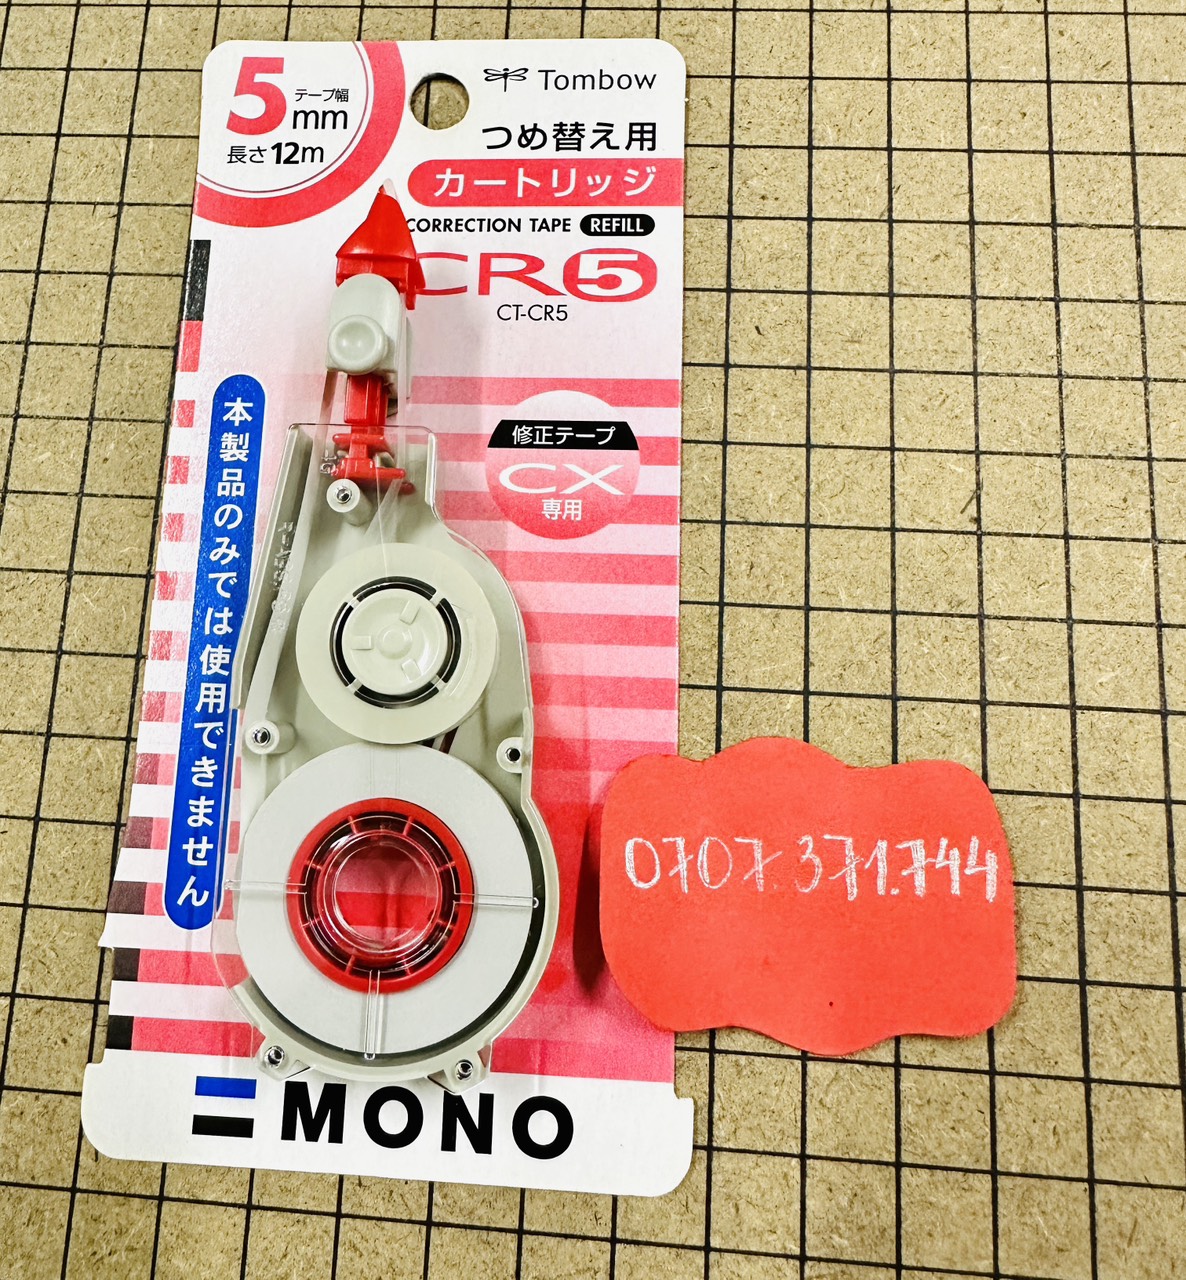 5 テープ幅 mm
長さ12m
Tombow
つめ替え用
カートリッジ
CORRECTION TAPE REFILL
CR5
CT-CR5
本製品のみでは使用できません
修正テープ
CX
専用
0707.371.744
MONO